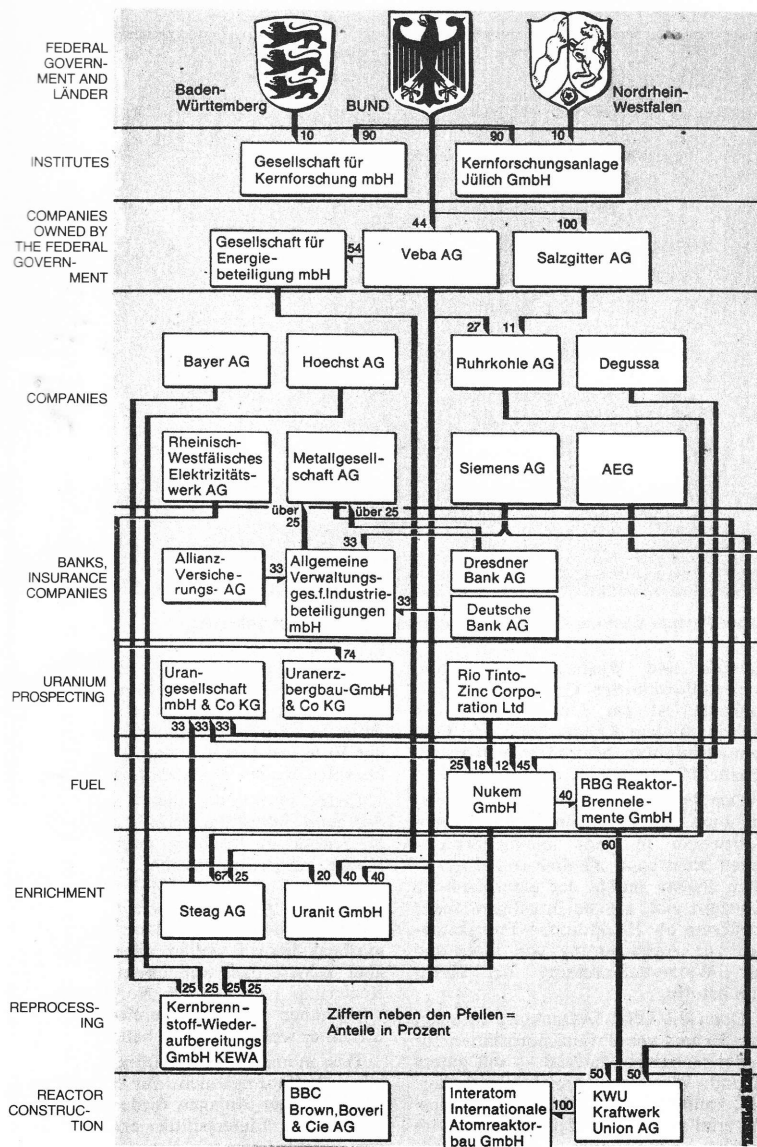 FEDERAL
GOVERN-
MENT AND
LÄNDER
Baden-
Württemberg
BUND
Nordrhein-
Westfalen
10
90
90
10
INSTITUTES
Gesellschaft für
Kernforschung mbH
Kernforschungsanlage
Jülich GmbH
COMPANIES
OWNED BY
THE FEDERAL
GOVERN-
MENT
44
100
Gesellschaft für
Energie-
beteiligung mbH
54
Veba AG
Salzgitter AG
27
11
COMPANIES
Bayer AG
Hoechst AG
Ruhrkohle AG
Degussa
Rheinisch-
Westfälisches
Elektrizitäts-
werk AG
Metallgesell-
schaft AG
Siemens AG
AEG
über
25
über 25
33
BANKS,
INSURANCE
COMPANIES
Allianz-
Versiche-
rungs- AG
33
Allgemeine
Verwaltungs-
ges.f.Industrie-
beteiligungen
mbH
33
Dresdner
Bank AG
Deutsche
Bank AG
74
URANIUM
PROSPECTING
Uran-
gesellschaft
mbH & Co KG
Uranerz-
bergbau-GmbH
& Co KG
Rio Tinto-
Zinc Corpo-
ration Ltd
33
33
33
25
18
12
45
FUEL
Nukem
GmbH
40
RBG Reaktor-
Brennele-
mente GmbH
60
67
25
20
40
40
ENRICHMENT
Steag AG
Uranit GmbH
25
25
25
25
REPROCESS-
ING
Kernbrenn-
stoff-Wieder-
aufbereitungs
GmbH KEWA
Ziffern neben den Pfeilen =
Anteile in Prozent
50
50
DER SPIEGEL
REACTOR
CONSTRUC-
TION
BBC
Brown,Boveri
& Cie AG
Interatom
Internationale
Atomreaktor-
bau GmbH
100
KWU
Kraftwerk
Union AG